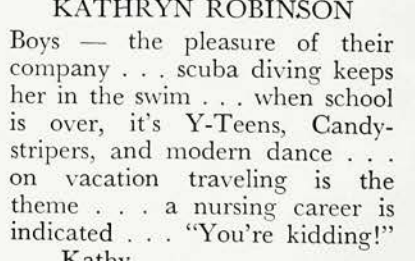 KATHRYN ROBINSON
Boys — the pleasure of their
company . . . scuba diving keeps
her in the swim . . . when school
is over, it's Y-Teens, Candy-
stripers, and modern dance . . .
on vacation traveling is the
theme . . . a nursing career is
indicated . . . "You're kidding!"
Kathy